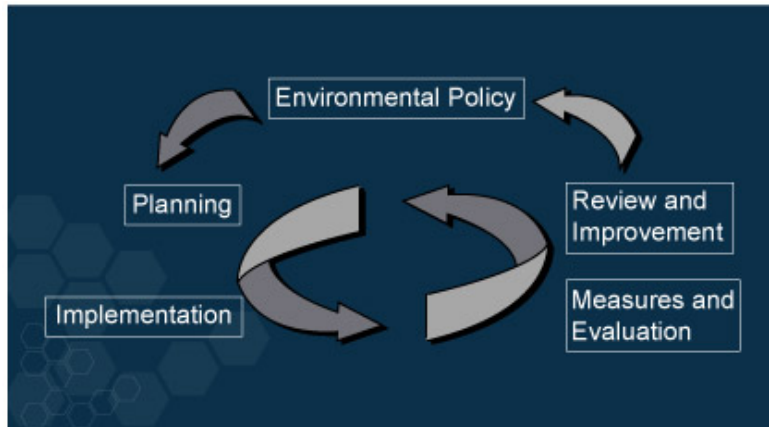 Environmental Policy
Planning
Review and
Improvement
Implementation
Measures and
Evaluation